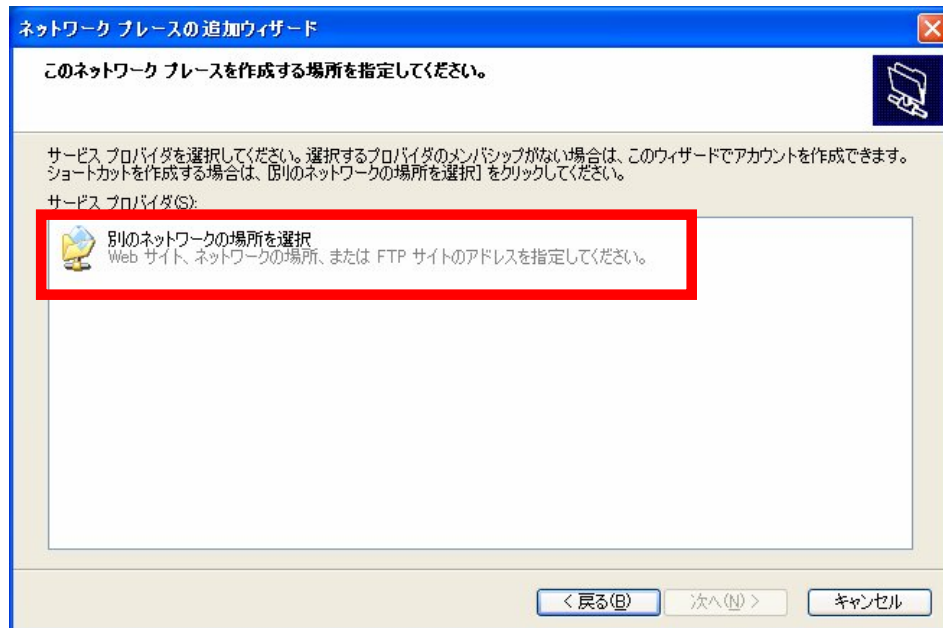 ネットワーク プレースの追加ウィザード
このネットワーク プレースを作成する場所を指定してください。
サービス プロバイダを選択してください。選択するプロバイダのメンバシップがない場合は、このウィザードでアカウントを作成できます。
ショートカットを作成する場合は、[別のネットワークの場所を選択] をクリックしてください。
サービス プロバイダ(S):
別のネットワークの場所を選択
Web サイト、ネットワークの場所、または FTP サイトのアドレスを指定してください。
< 戻る(B) 次へ(N) > キャンセル